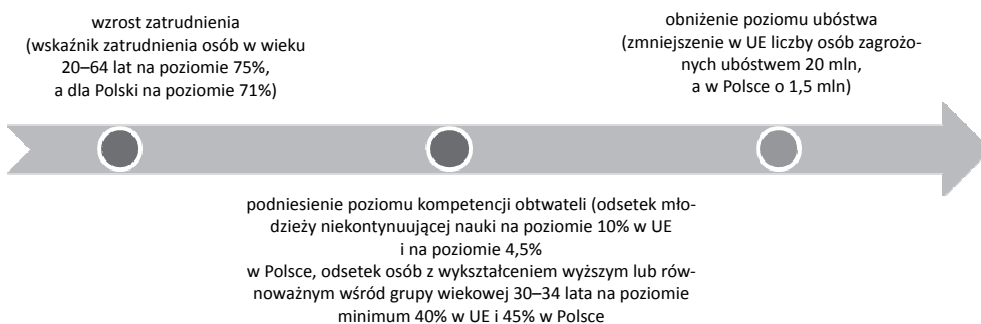 wzrost zatrudnienia
(wskaźnik zatrudnienia osób w wieku
20–64 lat na poziomie 75%,
a dla Polski na poziomie 71%)
obniżenie poziomu ubóstwa
(zmniejszenie w UE liczby osób zagrożo-
nych ubóstwem 20 mln,
a w Polsce o 1,5 mln)
podniesienie poziomu kompetencji obtwateli (odsetek mło-
dzieży niekontynuującej nauki na poziomie 10% w UE
i na poziomie 4,5%
w Polsce, odsetek osób z wykształceniem wyższym lub rów-
noważnym wśród grupy wiekowej 30–34 lata na poziomie
minimum 40% w UE i 45% w Polsce